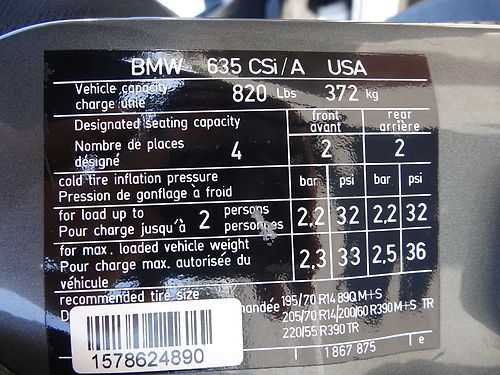 BMW 635 CSi/A USA
Vehicle capacity
charge utile 820 Lbs 372 kg
Designated seating capacity front avant rear arrière
Nombre de places
désigné 4 2 2
cold tire inflation pressure bar psi bar psi
Pression de gonflage à froid
for load up to persons
Pour charge jusqu'à 2 personnes 2,2 32 2,2 32
for max. loaded vehicle weight
Pour charge max. autorisée du 2,3 33 2,5 36
véhicule
recommended tire size 195/70 R14 89Q M+S
205/70 R14/200/60 R390 M+S TR
220/55 R390 TR
1578624890
1 867 875 e